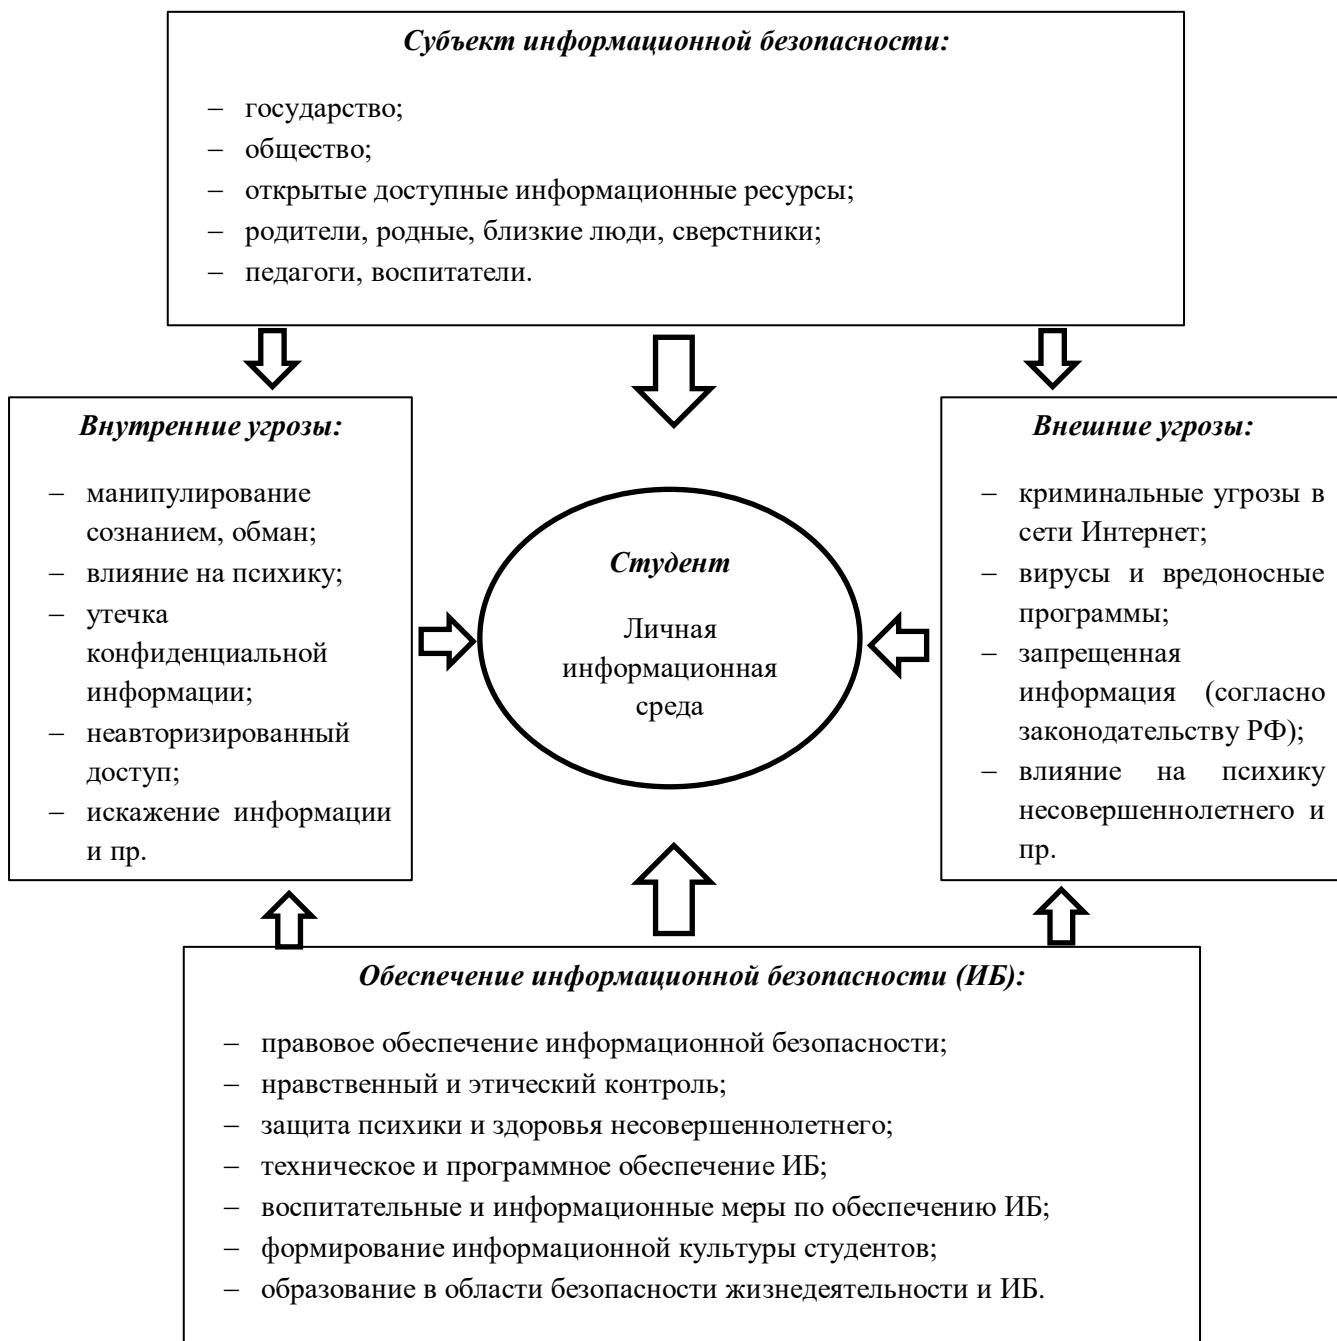 Субъект информационной безопасности:
– государство;
– общество;
– открытые доступные информационные ресурсы;
– родители, родные, близкие люди, сверстники;
– педагоги, воспитатели.
Внутренние угрозы:
– манипулирование
сознанием, обман;
– влияние на психику;
– утечка
конфиденциальной
информации;
– неавторизированный
доступ;
– искажение информации
и пр.
Студент
Личная
информационная
среда
Внешние угрозы:
– криминальные угрозы в
сети Интернет;
– вирусы и вредоносные
программы;
– запрещенная
информация (согласно
законодательству РФ);
– влияние на психику
несовершеннолетнего и
пр.
Обеспечение информационной безопасности (ИБ):
– правовое обеспечение информационной безопасности;
– нравственный и этический контроль;
– защита психики и здоровья несовершеннолетнего;
– техническое и программное обеспечение ИБ;
– воспитательные и информационные меры по обеспечению ИБ;
– формирование информационной культуры студентов;
– образование в области безопасности жизнедеятельности и ИБ.